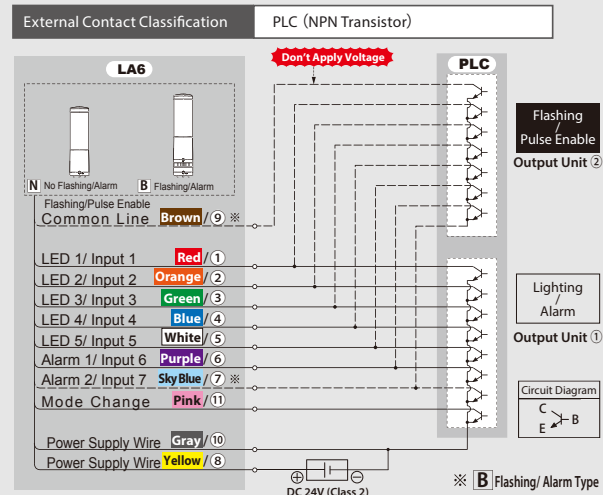 External Contact Classification PLC (NPN Transistor)
Don't Apply Voltage
LA6
PLC
N No Flashing/Alarm B Flashing/Alarm
Flashing/Pulse Enable
Common Line Brown/⑨ ※
LED 1/ Input 1 Red/①
LED 2/ Input 2 Orange/②
LED 3/ Input 3 Green/③
LED 4/ Input 4 Blue/④
LED 5/ Input 5 White/⑤
Alarm 1/ Input 6 Purple/⑥
Alarm 2/ Input 7 Sky Blue/⑦ ※
Mode Change Pink/⑪
Power Supply Wire Gray/⑩
Power Supply Wire Yellow/⑧
⊕ ⊖
DC 24V (Class 2)
Flashing
/
Pulse Enable
Output Unit ②
Lighting
/
Alarm
Output Unit ①
Circuit Diagram
C
B
E
※ B Flashing/ Alarm Type